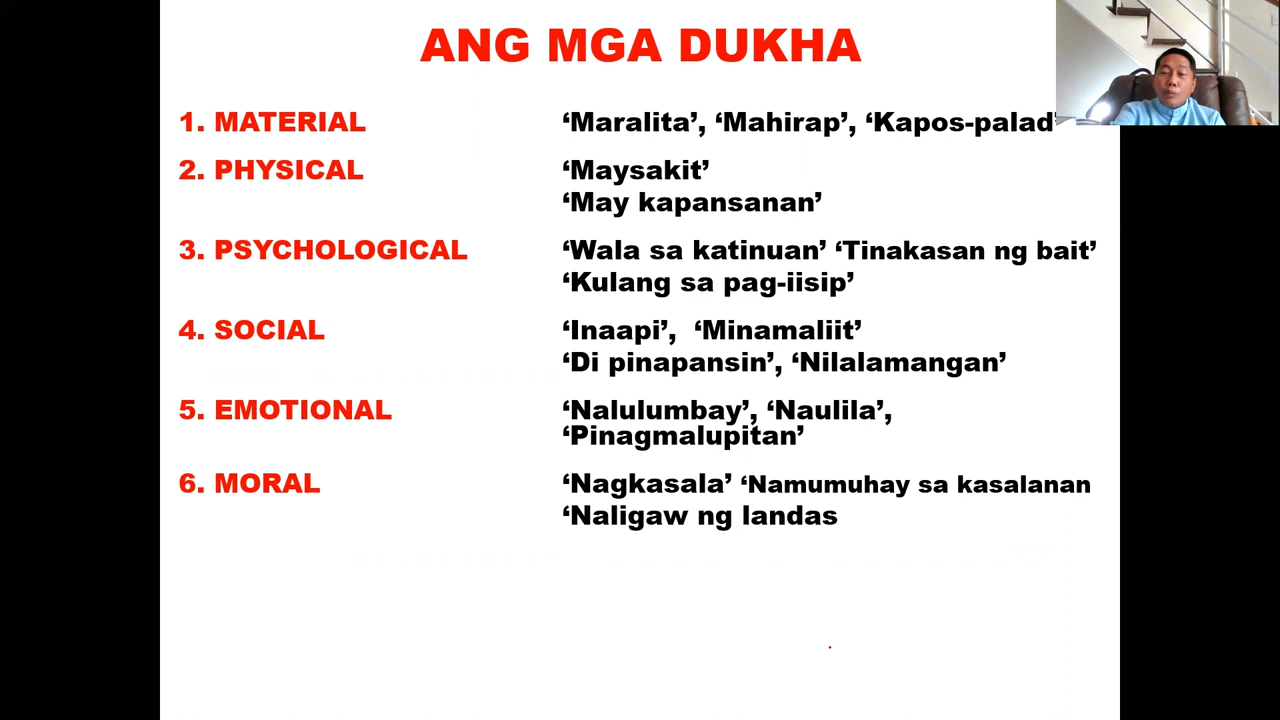 ANG MGA DUKHA
1. MATERIAL ‘Maralita’, ‘Mahirap’, ‘Kapos-palad’
2. PHYSICAL ‘Maysakit’
‘May kapansanan’
3. PSYCHOLOGICAL ‘Wala sa katinuan’ ‘Tinakasan ng bait’
‘Kulang sa pag-iisip’
4. SOCIAL ‘Inaapi’, ‘Minamaliit’
‘Di pinapansin’, ‘Nilalamangan’
5. EMOTIONAL ‘Nalulumbay’, ‘Naulila’,
‘Pinagmalupitan’
6. MORAL ‘Nagkasala’ ‘Namumuhay sa kasalanan
‘Naligaw ng landas